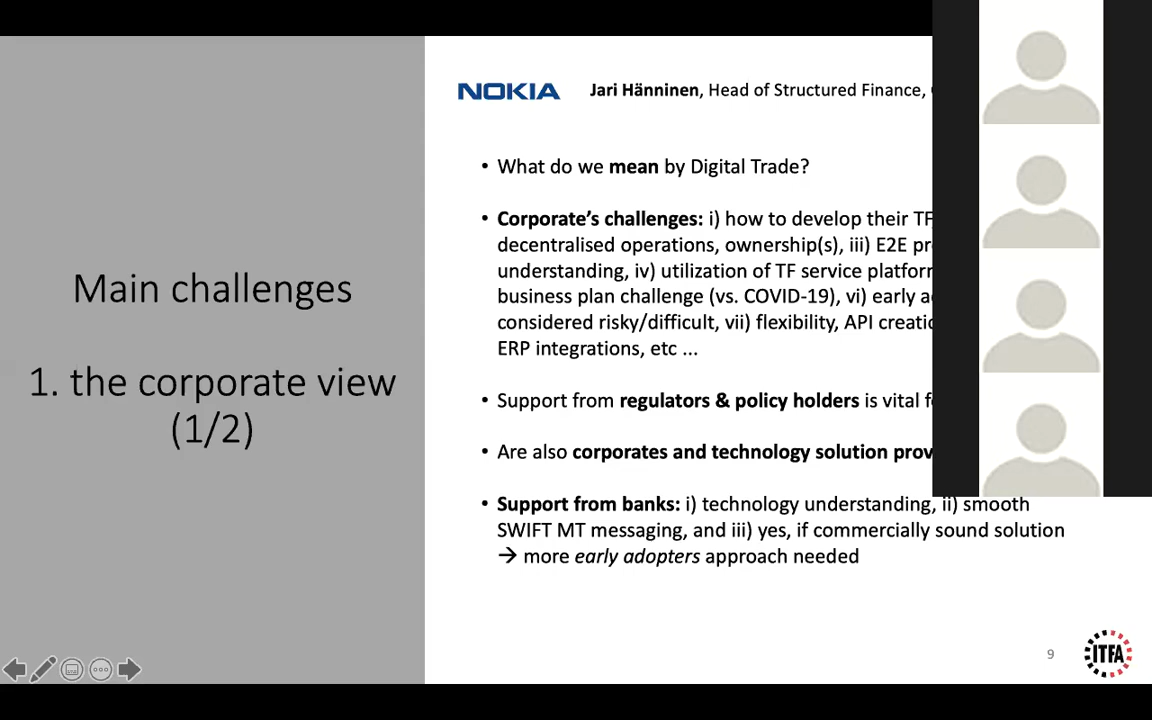 NOKIA
Jari Hänninen, Head of Structured Finance,
• What do we mean by Digital Trade?
• Corporate's challenges: i) how to develop their TF
decentralised operations, ownership(s), iii) E2E
understanding, iv) utilization of TF service
business plan challenge (vs. COVID-19), vi) early
considered risky/difficult, vii) flexibility, API
ERP integrations, etc ...
• Support from regulators & policy holders is vital
• Are also corporates and technology solution
• Support from banks: i) technology understanding, ii) smooth
SWIFT MT messaging, and iii) yes, if commercially sound solution
→ more early adopters approach needed
Main challenges
1. the corporate view
(1/2)
9
ITFA